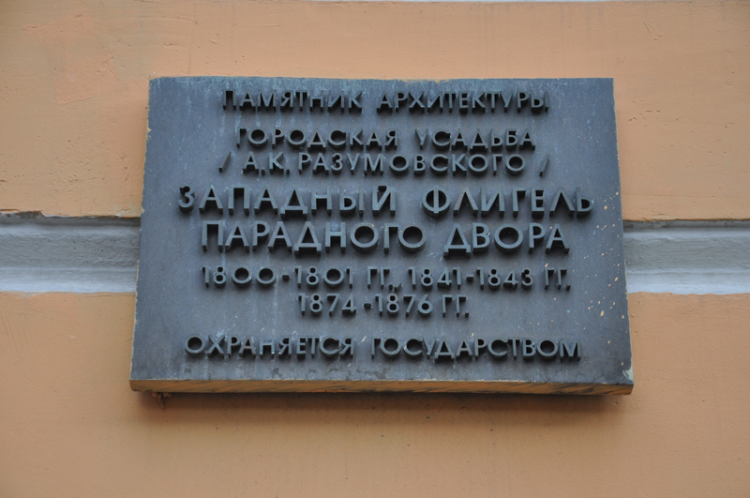 ПАМЯТНИК АРХИТЕКТУРЫ
ГОРОДСКАЯ УСАДЬБА
/ А.К. РАЗУМОВСКОГО /
ЗАПАДНЫЙ ФЛИГЕЛЬ
ПАРАДНОГО ДВОРА
1800-1801 ГГ., 1841-1843 ГГ.
1874-1876 ГГ.
ОХРАНЯЕТСЯ ГОСУДАРСТВОМ